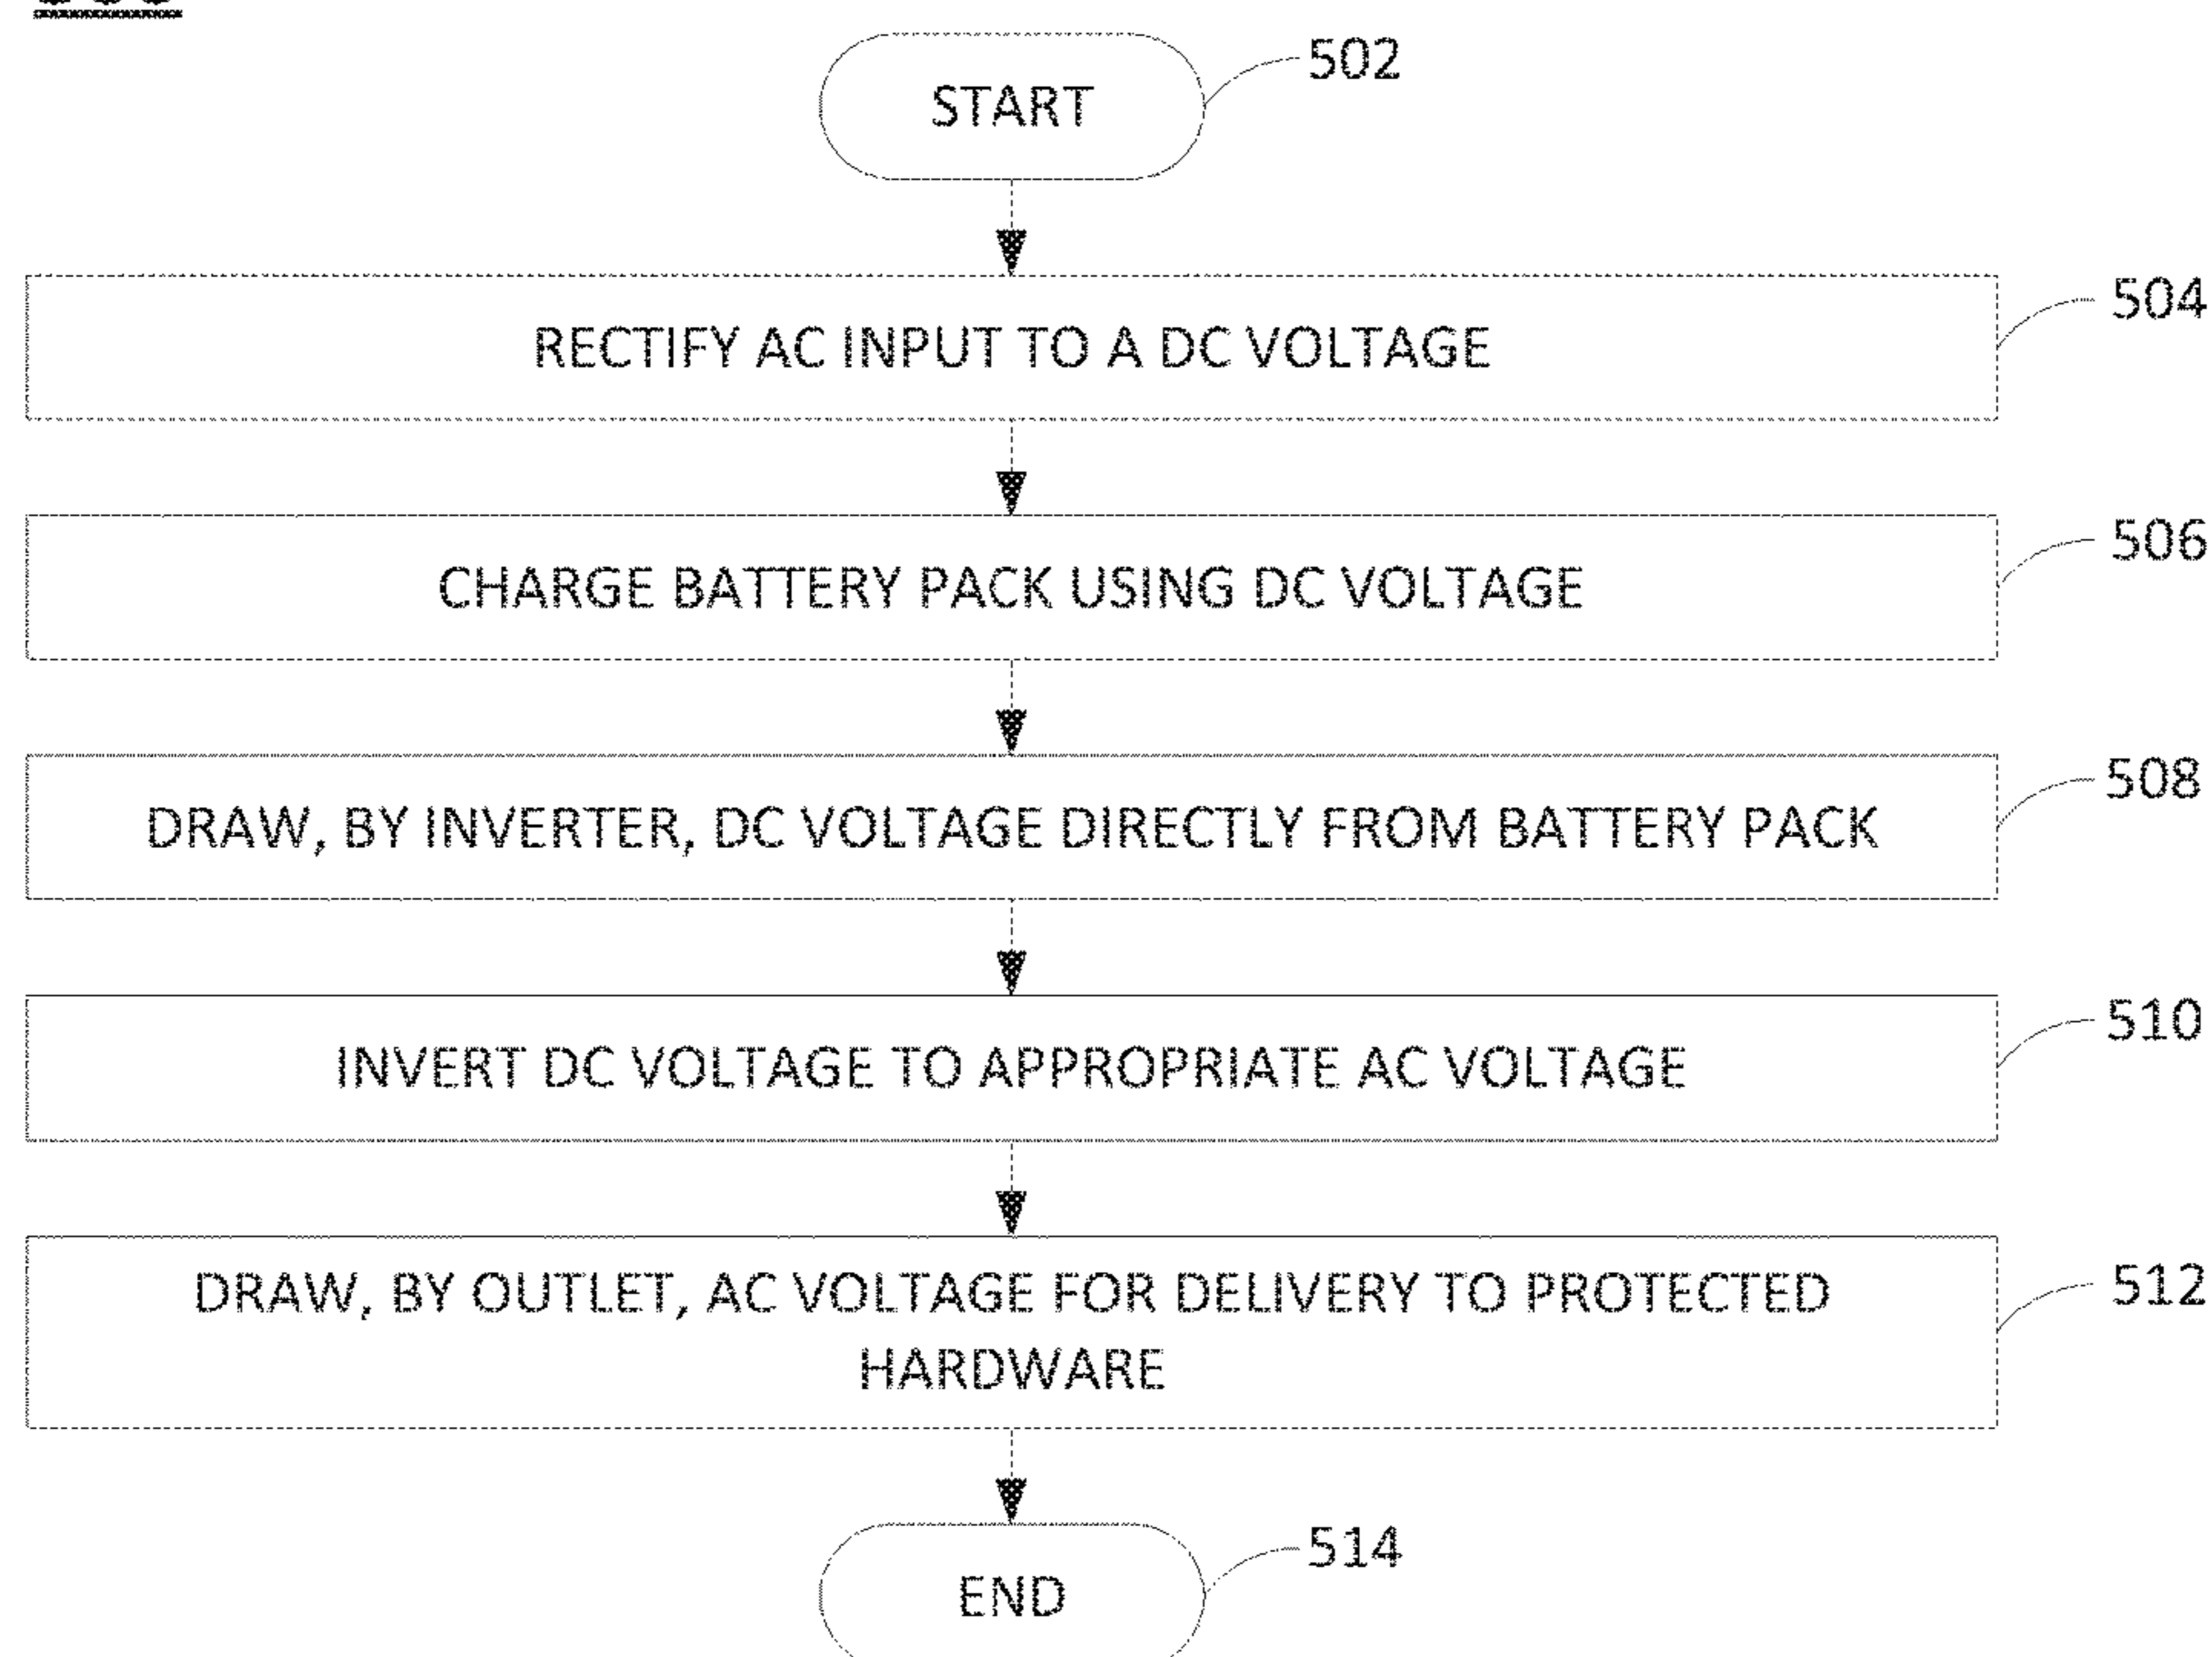 START
502
RECTIFY AC INPUT TO A DC VOLTAGE
504
CHARGE BATTERY PACK USING DC VOLTAGE
506
DRAW, BY INVERTER, DC VOLTAGE DIRECTLY FROM BATTERY PACK
508
INVERT DC VOLTAGE TO APPROPRIATE AC VOLTAGE
510
DRAW, BY OUTLET, AC VOLTAGE FOR DELIVERY TO PROTECTED
HARDWARE
512
END
514